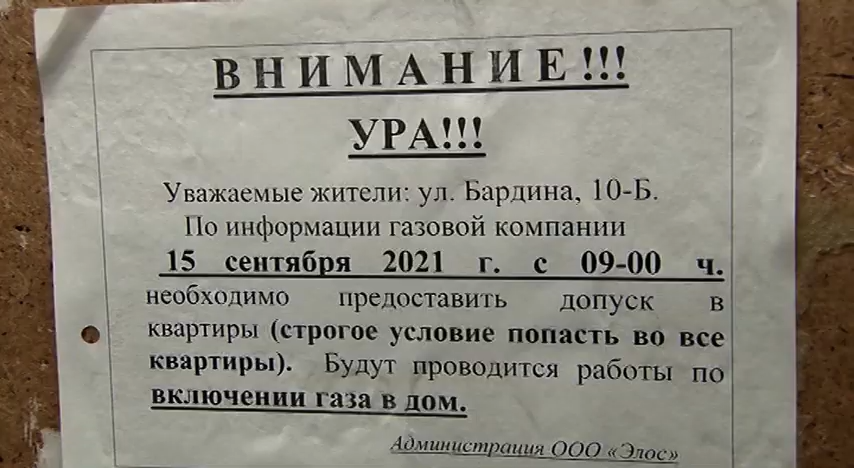 ВНИМАНИЕ!!!
УРА!!!
Уважаемые жители: ул. Бардина, 10-Б.
По информации газовой компании
15 сентября 2021 г. с 09-00 ч.
необходимо предоставить допуск в
квартиры (строгое условие попасть во все
квартиры). Будут проводится работы по
включении газа в дом.
Администрация ООО «Элос»